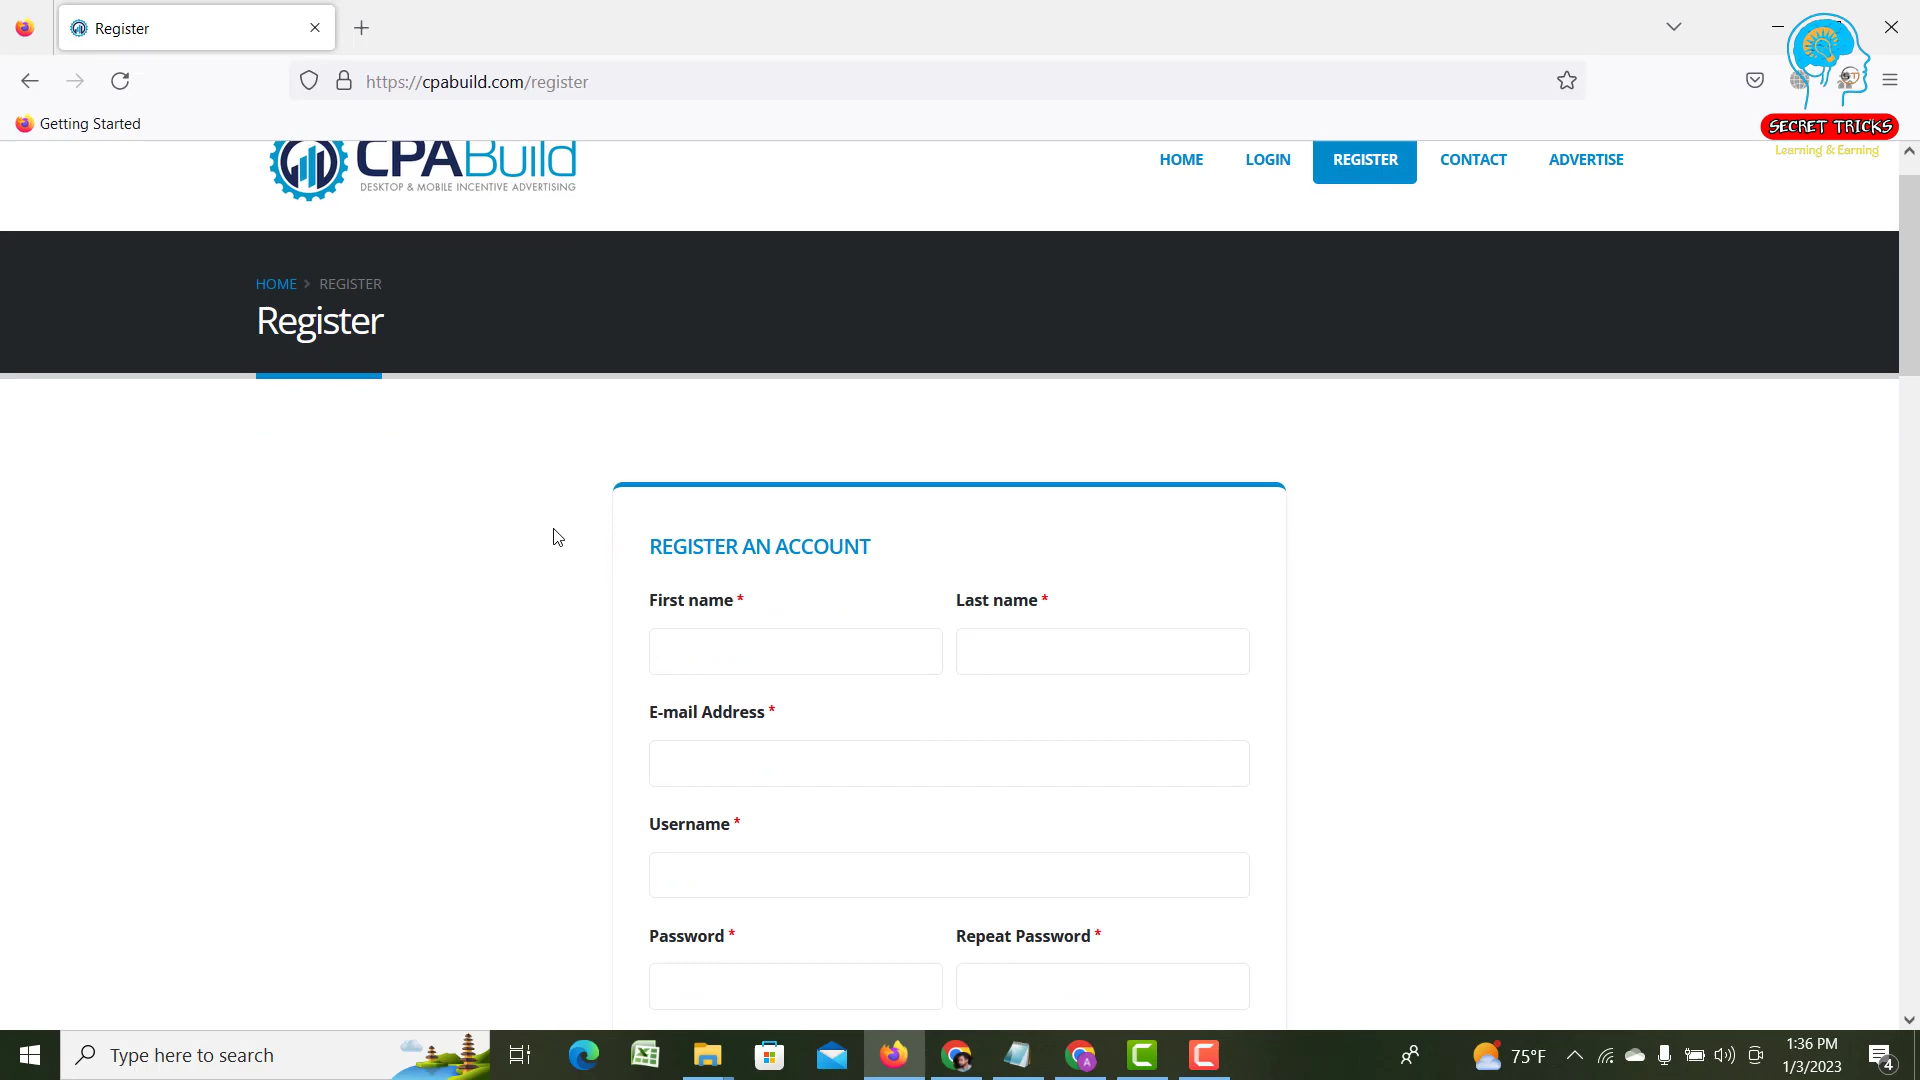 Register
https://cpabuild.com/register
Getting Started
SECRET TRICKS
Learning & Earning
CPABuild
DESKTOP & MOBILE INCENTIVE ADVERTISING
HOME
LOGIN
REGISTER
CONTACT
ADVERTISE
HOME
REGISTER
Register
REGISTER AN ACCOUNT
First name *
Last name *
E-mail Address *
Username *
Password *
Repeat Password *
Type here to search
75°F
1:36 PM
1/3/2023
4